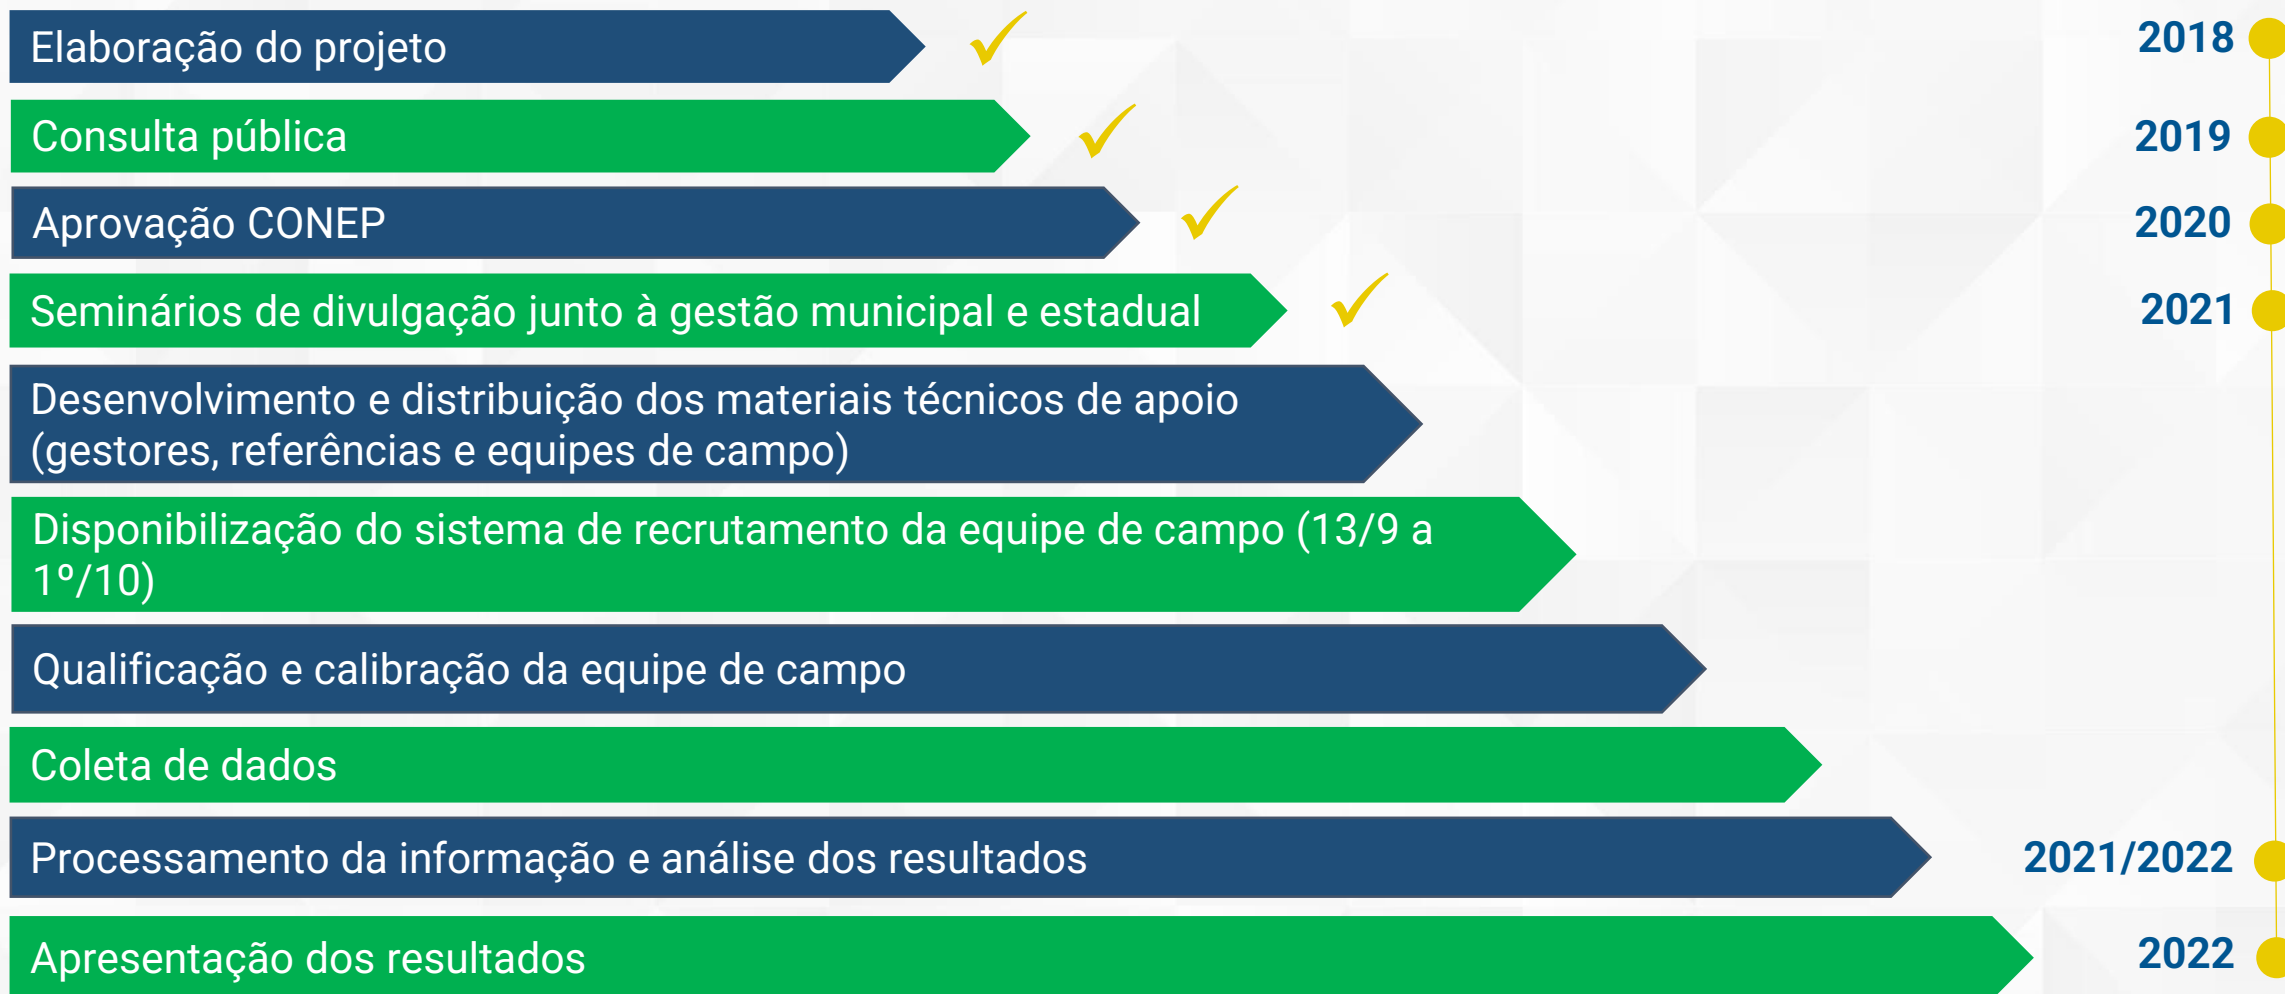 Elaboração do projeto
2018
Consulta pública
2019
Aprovação CONEP
2020
Seminários de divulgação junto à gestão municipal e estadual
2021
Desenvolvimento e distribuição dos materiais técnicos de apoio
(gestores, referências e equipes de campo)
Disponibilização do sistema de recrutamento da equipe de campo (13/9 a
1º/10)
Qualificação e calibração da equipe de campo
Coleta de dados
Processamento da informação e análise dos resultados
2021/2022
Apresentação dos resultados
2022